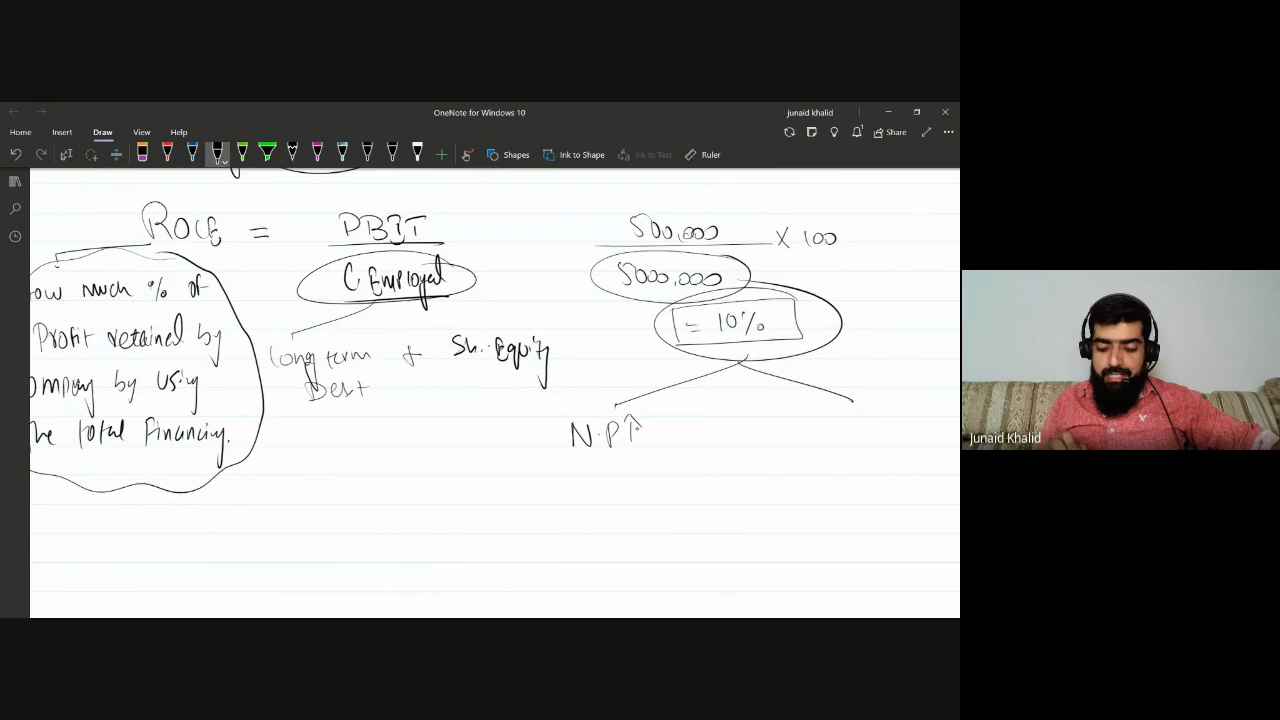 OneNote for Windows 10
junaid khalid
Home Insert Draw View Help
Share
Shapes Ink to Shape Ink to Text Ruler
ROCE = PBIT
C Employed
Long term + Sh. Equity
Debt
500,000 X 100
5000,000
= 10%
N.P↑
ow much % of
Profit retained by
ompany by using
he total Financing.
Junaid Khalid